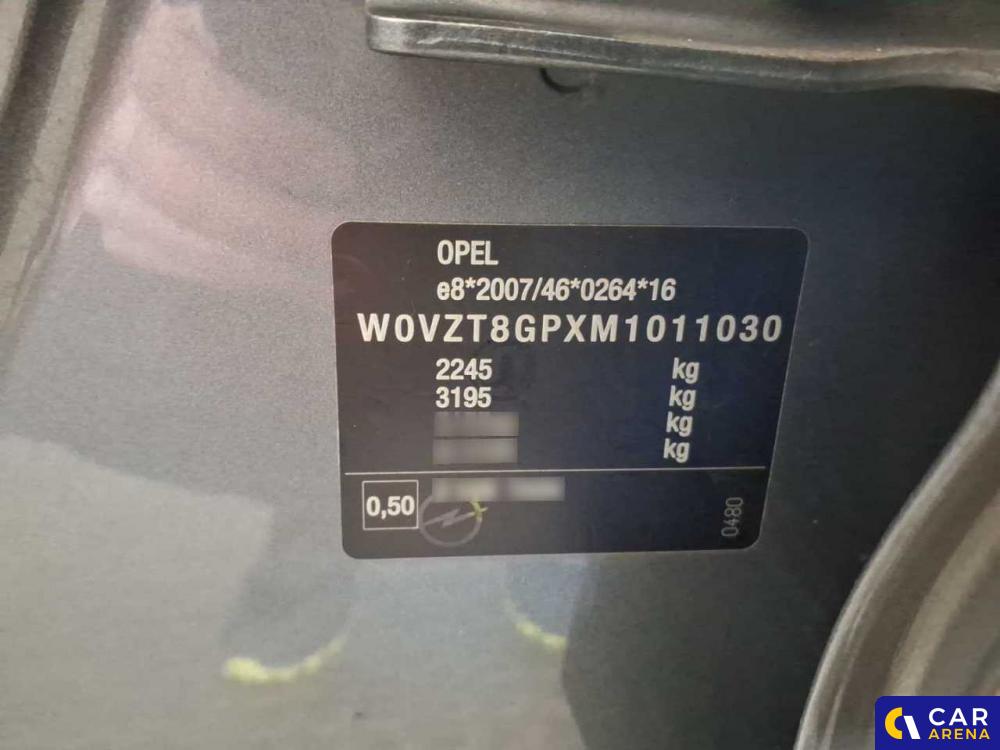 OPEL
e8*2007/46*0264*16
W0VZT8GPXM1011030
2245 kg
3195 kg
kg
kg
0,50
0480
CAR
ARENA